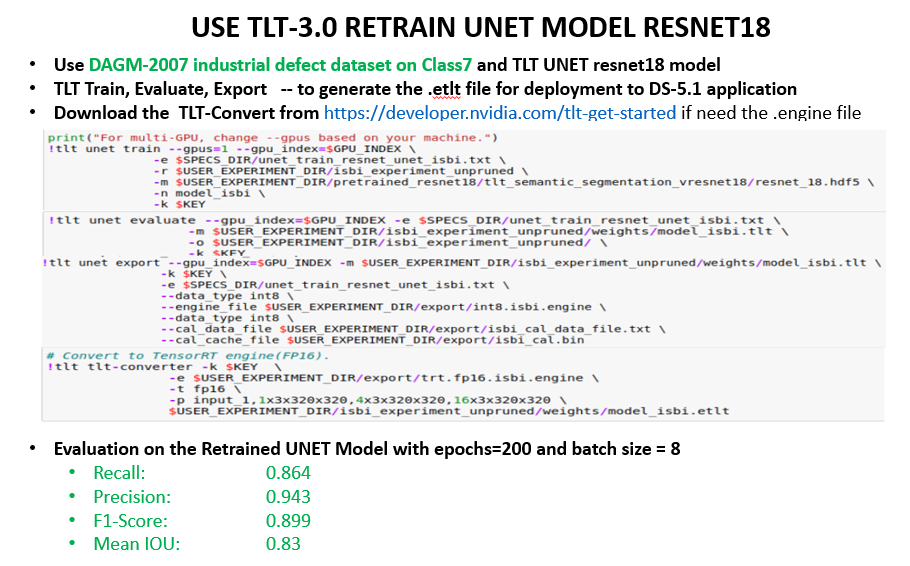 USE TLT-3.0 RETRAIN UNET MODEL RESNET18
• Use DAGM-2007 industrial defect dataset on Class7 and TLT UNET resnet18 model
• TLT Train, Evaluate, Export -- to generate the .etlt file for deployment to DS-5.1 application
• Download the TLT-Convert from https://developer.nvidia.com/tlt-get-started if need the .engine file
print("For multi-GPU, change --gpus based on your machine.")
!tlt unet train --gpus=1 --gpu_index=$GPU_INDEX \
-e $SPECS_DIR/unet_train_resnet_unet_isbi.txt \
-r $USER_EXPERIMENT_DIR/isbi_experiment_unpruned \
-m $USER_EXPERIMENT_DIR/pretrained_resnet18/tlt_semantic_segmentation_vresnet18/resnet_18.hdf5 \
-n model_isbi \
-k $KEY
!tlt unet evaluate --gpu_index=$GPU_INDEX -e $SPECS_DIR/unet_train_resnet_unet_isbi.txt \
-m $USER_EXPERIMENT_DIR/isbi_experiment_unpruned/weights/model_isbi.tlt \
-o $USER_EXPERIMENT_DIR/isbi_experiment_unpruned/ \
-k $KEY
!tlt unet export --gpu_index=$GPU_INDEX -m $USER_EXPERIMENT_DIR/isbi_experiment_unpruned/weights/model_isbi.tlt \
-k $KEY \
-e $SPECS_DIR/unet_train_resnet_unet_isbi.txt \
--data_type int8 \
--engine_file $USER_EXPERIMENT_DIR/export/int8.isbi.engine \
--data_type int8 \
--cal_data_file $USER_EXPERIMENT_DIR/export/isbi_cal_data_file.txt \
--cal_cache_file $USER_EXPERIMENT_DIR/export/isbi_cal.bin
# Convert to TensorRT engine(FP16).
!tlt tlt-converter -k $KEY \
-e $USER_EXPERIMENT_DIR/export/trt.fp16.isbi.engine \
-t fp16 \
-p input_1,1x3x320x320,4x3x320x320,16x3x320x320 \
$USER_EXPERIMENT_DIR/isbi_experiment_unpruned/weights/model_isbi.etlt
• Evaluation on the Retrained UNET Model with epochs=200 and batch size = 8
• Recall: 0.864
• Precision: 0.943
• F1-Score: 0.899
• Mean IOU: 0.83